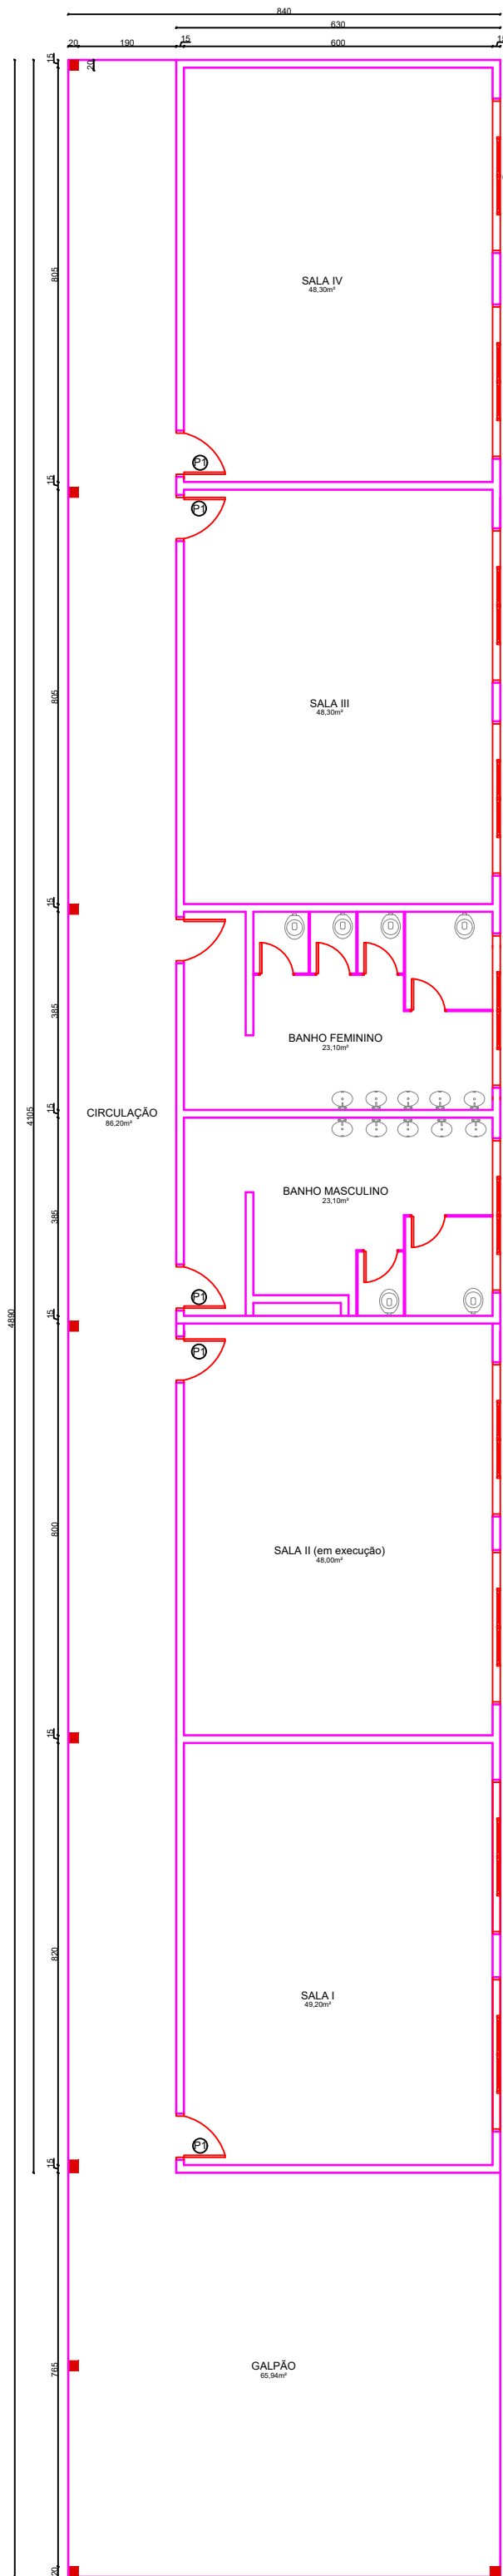 840
630
20 190 15 600 15
15
20
805
SALA IV
48,30m²
P1
15
P1
805
SALA III
48,30m²
15
385
BANHO FEMININO
23,10m²
4105
CIRCULAÇÃO
86,20m²
15
BANHO MASCULINO
23,10m²
385
P1
4890
15
P1
800
SALA II (em execução)
48,00m²
15
820
SALA I
49,20m²
P1
15
765
GALPÃO
65,94m²
20